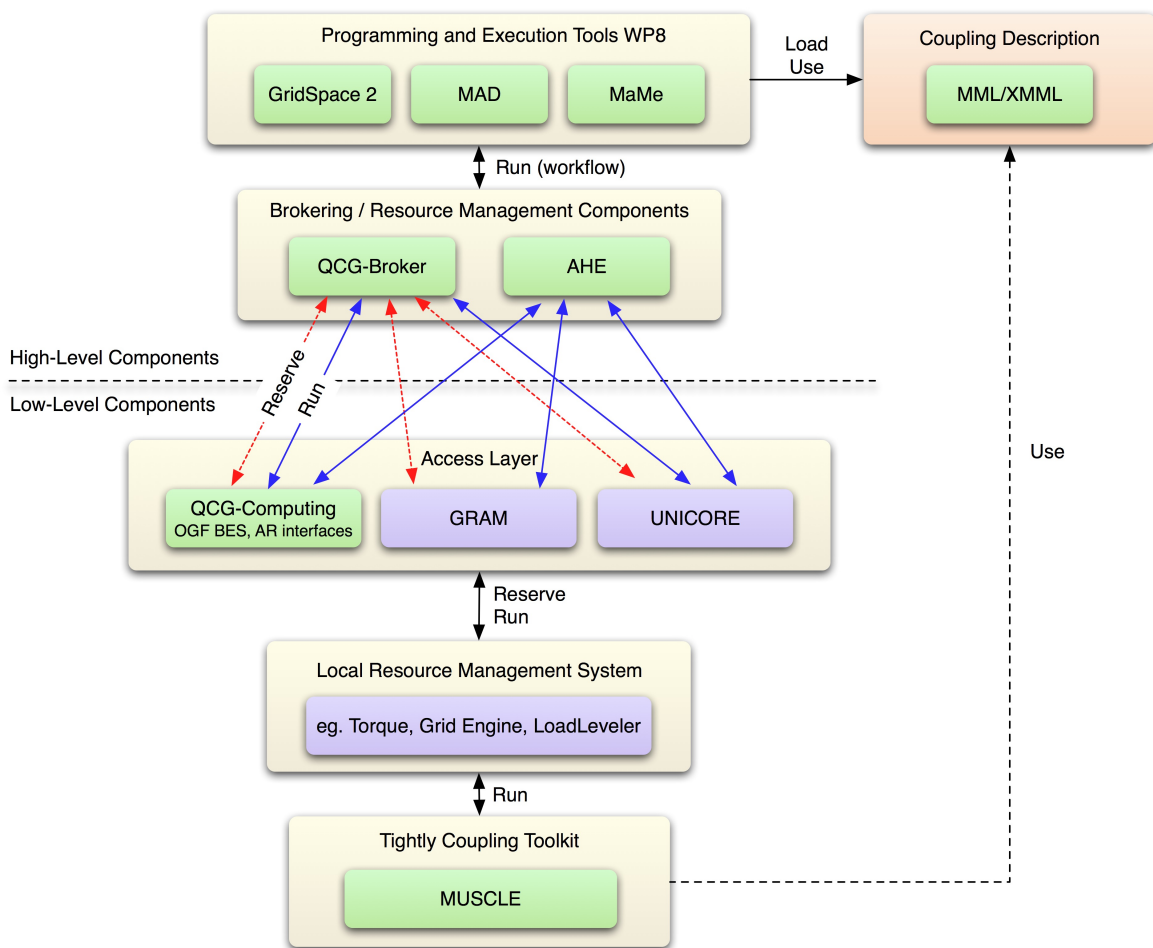 Programming and Execution Tools WP8
GridSpace 2
MAD
MaMe
Load
Use
Coupling Description
MML/XMML
Run (workflow)
Brokering / Resource Management Components
QCG-Broker
AHE
High-Level Components
Reserve
Run
Low-Level Components
Access Layer
QCG-Computing
OGF BES, AR interfaces
GRAM
UNICORE
Use
Reserve
Run
Local Resource Management System
eg. Torque, Grid Engine, LoadLeveler
Run
Tightly Coupling Toolkit
MUSCLE